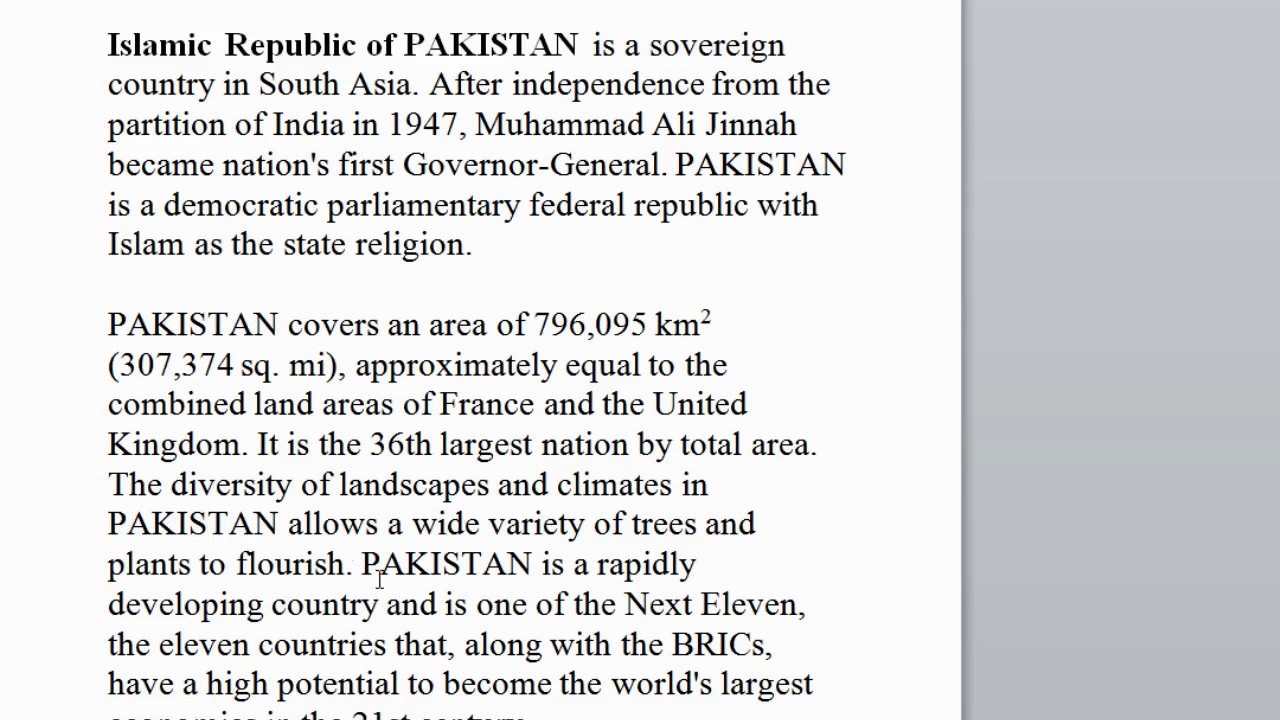 Islamic Republic of PAKISTAN is a sovereign
country in South Asia. After independence from the
partition of India in 1947, Muhammad Ali Jinnah
became nation's first Governor-General. PAKISTAN
is a democratic parliamentary federal republic with
Islam as the state religion.
PAKISTAN covers an area of 796,095 km²
(307,374 sq. mi), approximately equal to the
combined land areas of France and the United
Kingdom. It is the 36th largest nation by total area.
The diversity of landscapes and climates in
PAKISTAN allows a wide variety of trees and
plants to flourish. PAKISTAN is a rapidly
developing country and is one of the Next Eleven,
the eleven countries that, along with the BRICs,
have a high potential to become the world's largest
economies in the 21st century.